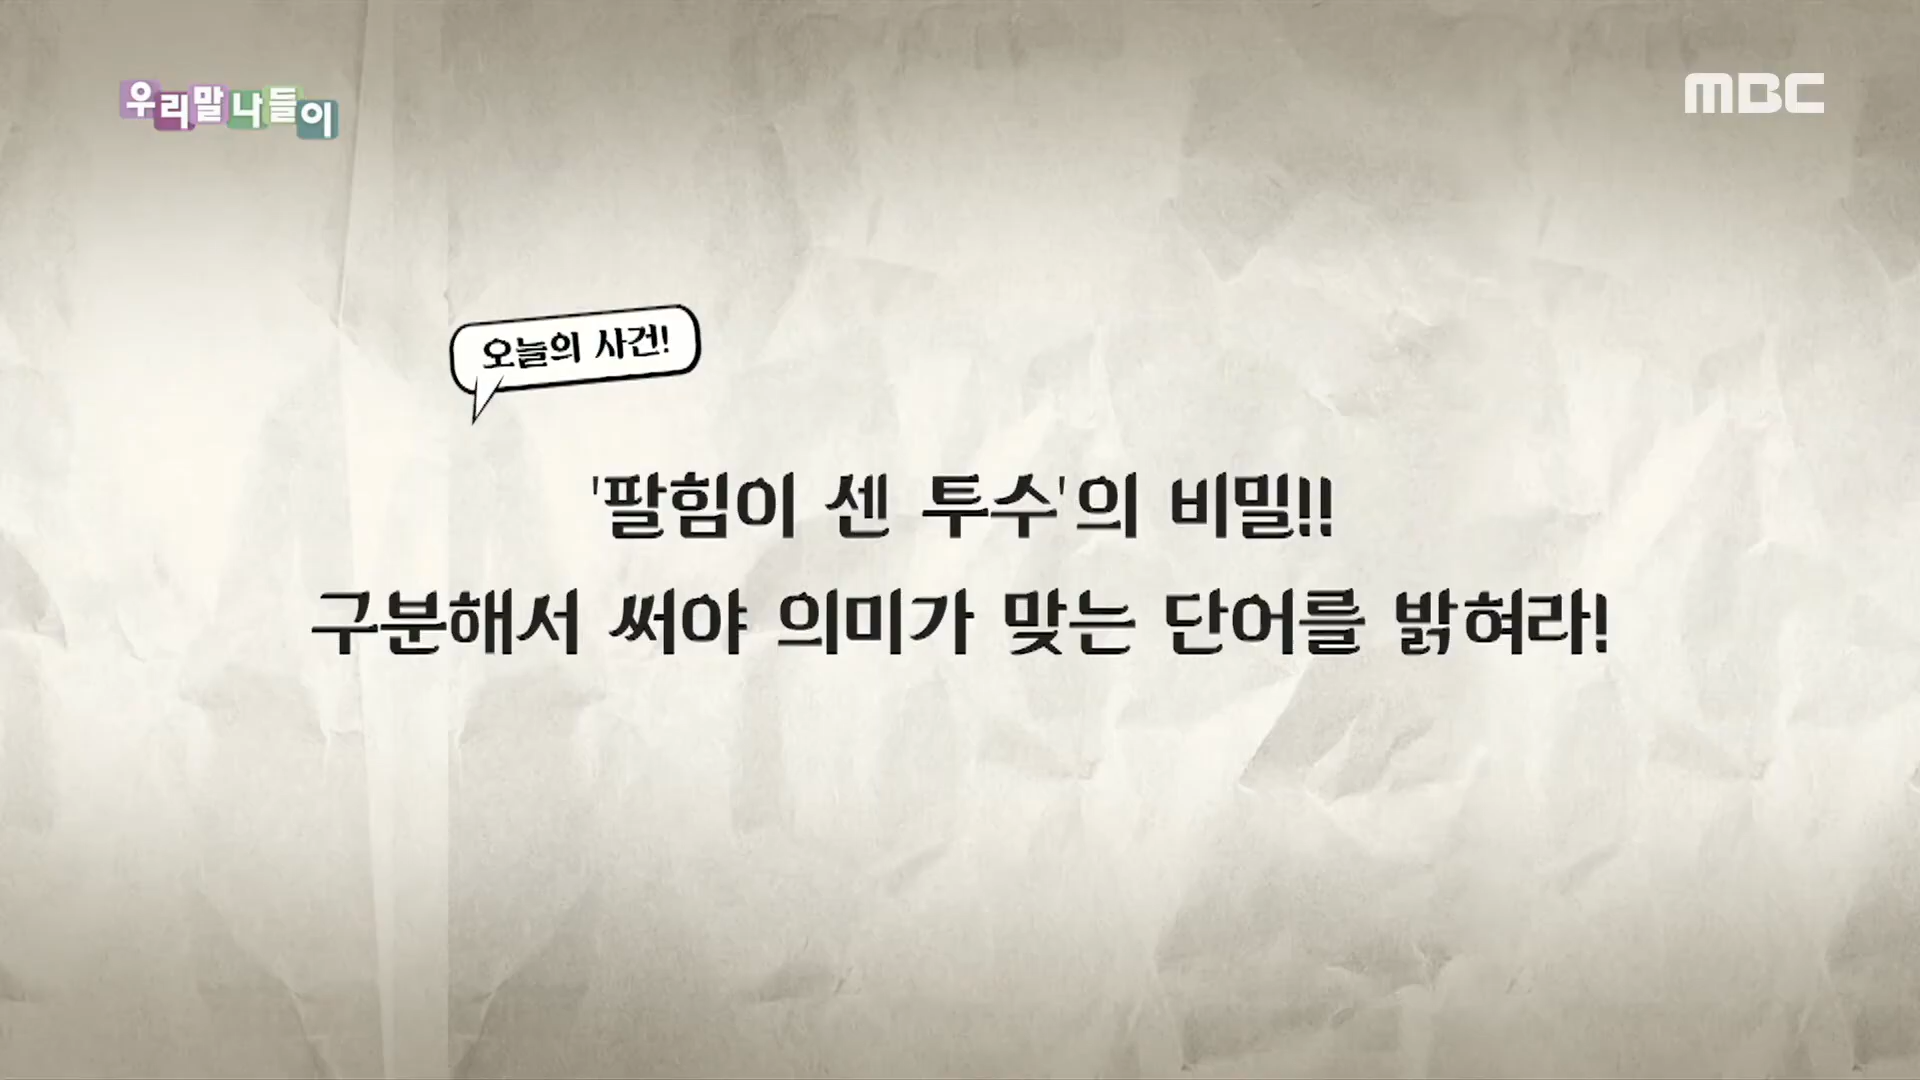 우리말 나들이
MBC
오늘의 사건!
'팔힘이 센 투수'의 비밀!!
구분해서 써야 의미가 맞는 단어를 밝혀라!